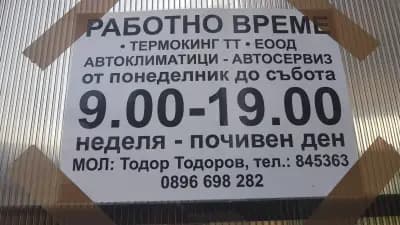 РАБОТНО ВРЕМЕ
• ТЕРМОКИНГ ТТ • ЕООД
АВТОКЛИМАТИЦИ - АВТОСЕРВИЗ
от понеделник до събота
9.00-19.00
неделя - почивен ден
МОЛ: Тодор Тодоров, тел.: 845363
0896 698 282